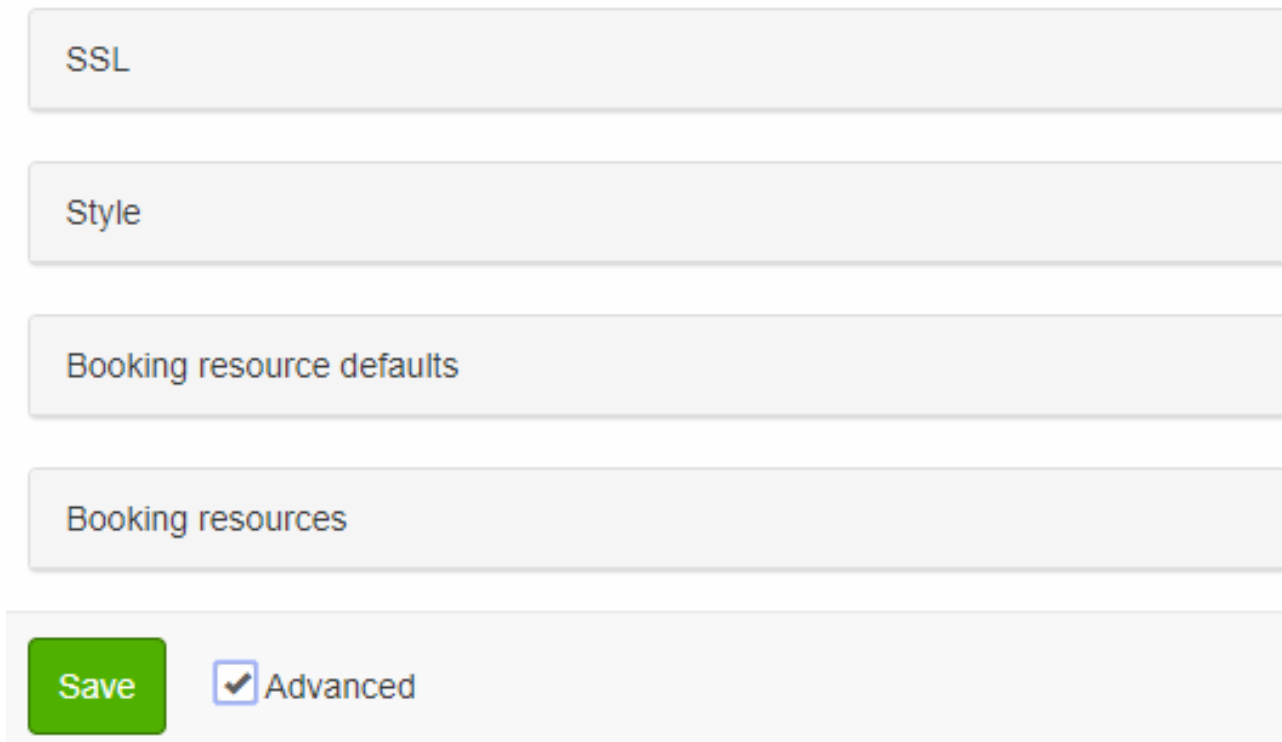 SSL
Style
Booking resource defaults
Booking resources
Save
Advanced